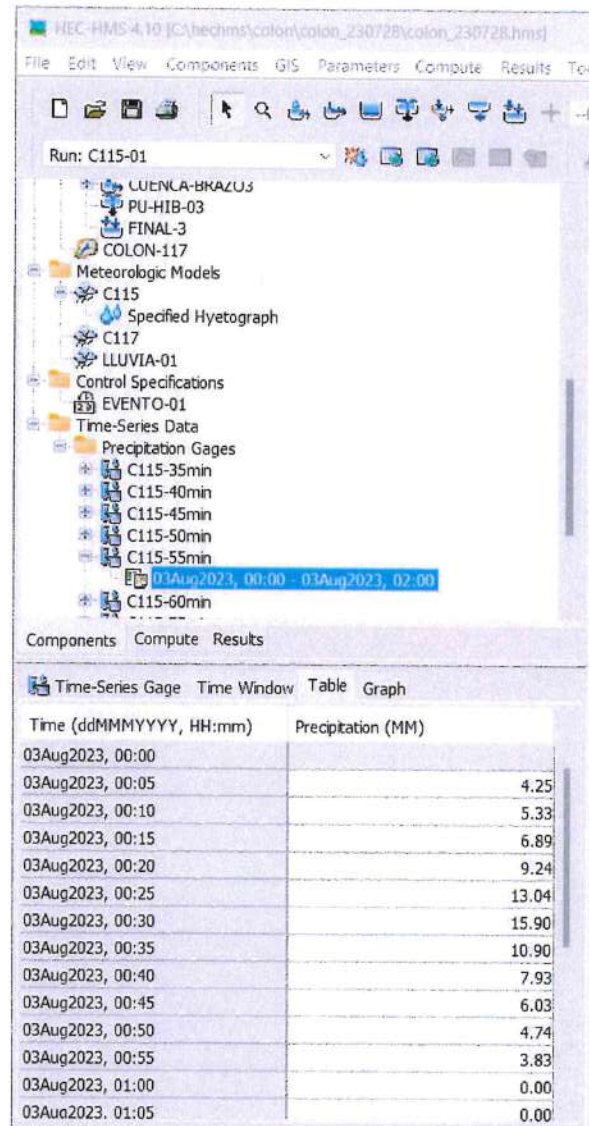 HEC-HMS 4.10 [C:\hechms\colon\colon_230728\colon_230728.hms]
File Edit View Components GIS Parameters Compute Results
Run: C115-01
CUENCA-BRAZO3
PU-HIB-03
FINAL-3
COLON-117
Meteorologic Models
C115
Specified Hyetograph
C117
LLUVIA-01
Control Specifications
EVENTO-01
Time-Series Data
Precipitation Gages
C115-35min
C115-40min
C115-45min
C115-50min
C115-55min
03Aug2023, 00:00 - 03Aug2023, 02:00
C115-60min
Components Compute Results
Time-Series Gage Time Window Table Graph
Time (ddMMMYYYY, HH:mm) Precipitation (MM)
03Aug2023, 00:00
03Aug2023, 00:05 4.25
03Aug2023, 00:10 5.33
03Aug2023, 00:15 6.89
03Aug2023, 00:20 9.24
03Aug2023, 00:25 13.04
03Aug2023, 00:30 15.90
03Aug2023, 00:35 10.90
03Aug2023, 00:40 7.93
03Aug2023, 00:45 6.03
03Aug2023, 00:50 4.74
03Aug2023, 00:55 3.83
03Aug2023, 01:00 0.00
03Aug2023, 01:05 0.00